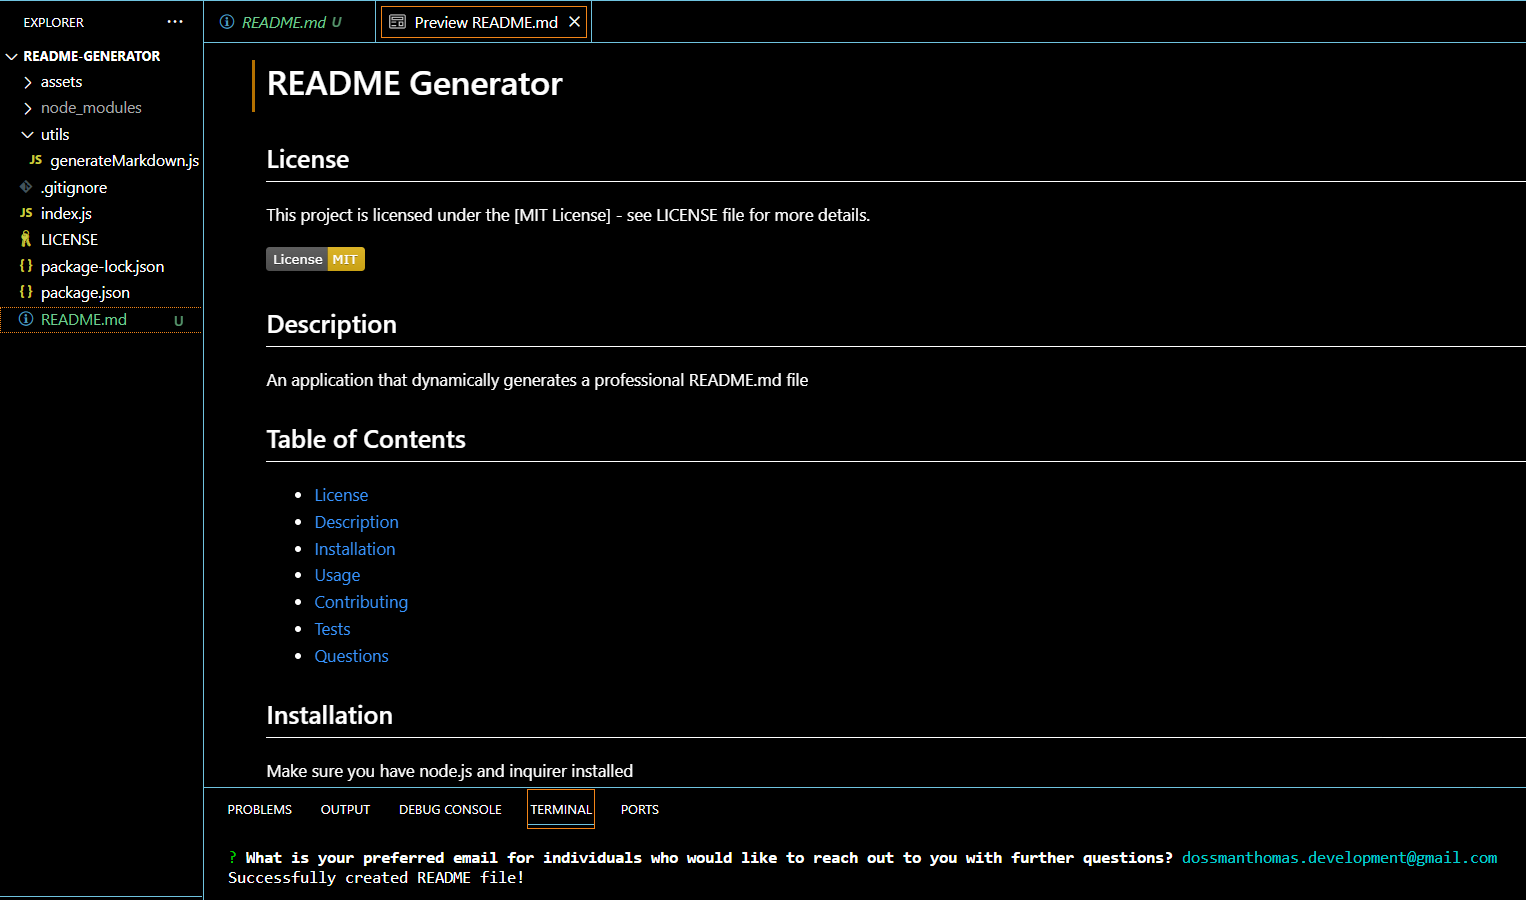 EXPLORER ···
README-GENERATOR
assets
node_modules
utils
JS generateMarkdown.js
.gitignore
JS index.js
LICENSE
{} package-lock.json
{} package.json
README.md U
README.md U
Preview README.md
README Generator
License
This project is licensed under the [MIT License] - see LICENSE file for more details.
License MIT
Description
An application that dynamically generates a professional README.md file
Table of Contents
• License
• Description
• Installation
• Usage
• Contributing
• Tests
• Questions
Installation
Make sure you have node.js and inquirer installed
PROBLEMS OUTPUT DEBUG CONSOLE TERMINAL PORTS
? What is your preferred email for individuals who would like to reach out to you with further questions? dossmanthomas.development@gmail.com
Successfully created README file!